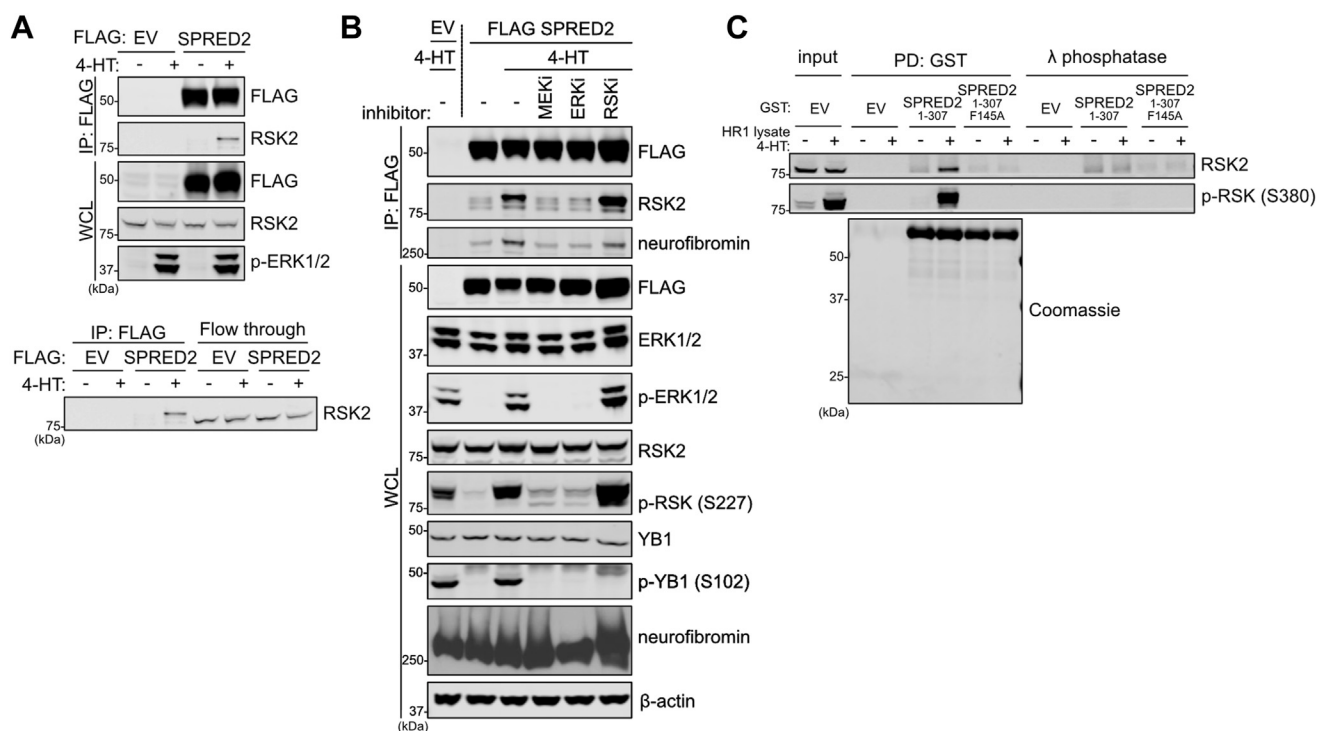 A
FLAG: EV SPRED2
4-HT: - + - +
IP: FLAG
50- FLAG
RSK2
WCL
50- FLAG
75- RSK2
37- p-ERK1/2
(kDa)
IP: FLAG Flow through
FLAG: EV SPRED2 EV SPRED2
4-HT: - + - + - + - +
75- RSK2
(kDa)
B
EV FLAG SPRED2
4-HT 4-HT
inhibitor: - - - MEKi ERKi RSKi
IP: FLAG
50- FLAG
75- RSK2
250- neurofibromin
WCL
50- FLAG
37- ERK1/2
37- p-ERK1/2
75- RSK2
75- p-RSK (S227)
50- YB1
50- p-YB1 (S102)
250- neurofibromin
37- β-actin
(kDa)
C
input PD: GST λ phosphatase
GST: EV EV SPRED2 1-307 SPRED2 1-307 F145A EV SPRED2 1-307 SPRED2 1-307 F145A
HR1 lysate
4-HT: - + - + - + - + - + - + - +
75- RSK2
75- p-RSK (S380)
50-
37-
Coomassie
25-
(kDa)